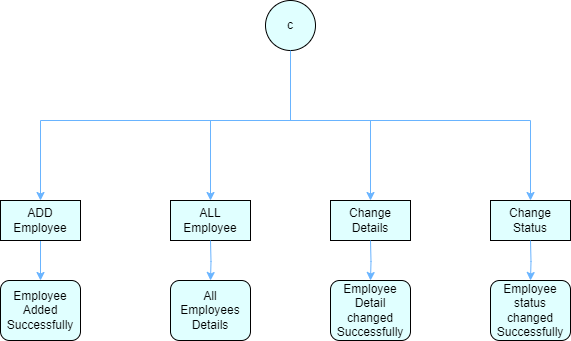 c
ADD
Employee
ALL
Employee
Change
Details
Change
Status
Employee
Added
Successfully
All
Employees
Details
Employee
Detail
changed
Successfully
Employee
status
changed
Successfully